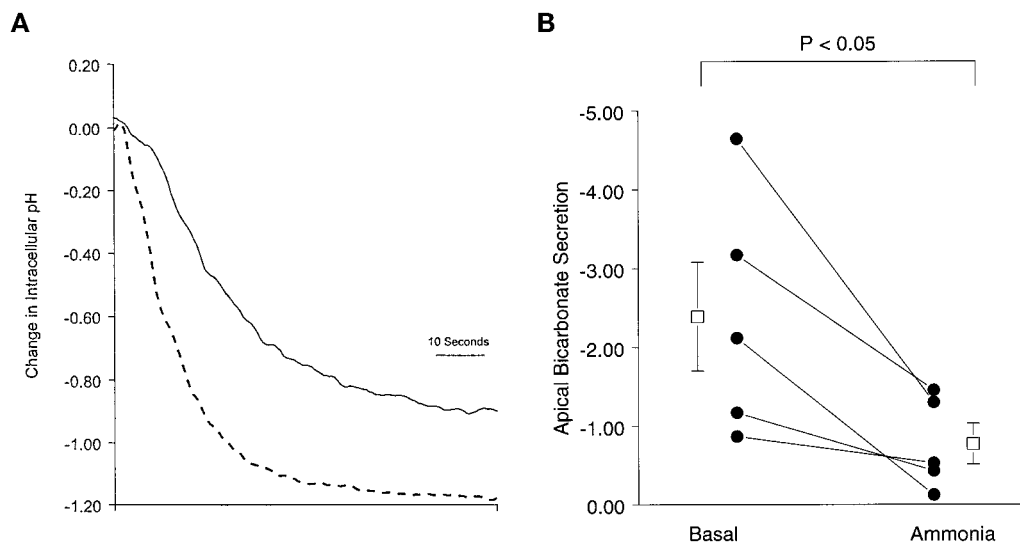 A
Change in Intracellular pH
0.20
0.00
-0.20
-0.40
-0.60
-0.80
-1.00
-1.20
10 Seconds
B
P < 0.05
Apical Bicarbonate Secretion
-5.00
-4.00
-3.00
-2.00
-1.00
0.00
Basal
Ammonia